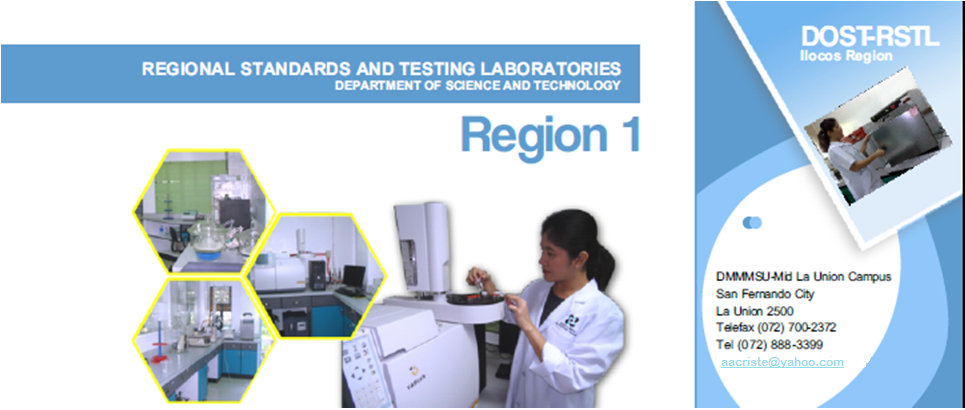 REGIONAL STANDARDS AND TESTING LABORATORIES
DEPARTMENT OF SCIENCE AND TECHNOLOGY
Region 1
DOST-RSTL
Ilocos Region
DMMMSU-Mid La Union Campus
San Fernando City
La Union 2500
Telefax (072) 700-2372
Tel (072) 888-3399
aacriste@yahoo.com